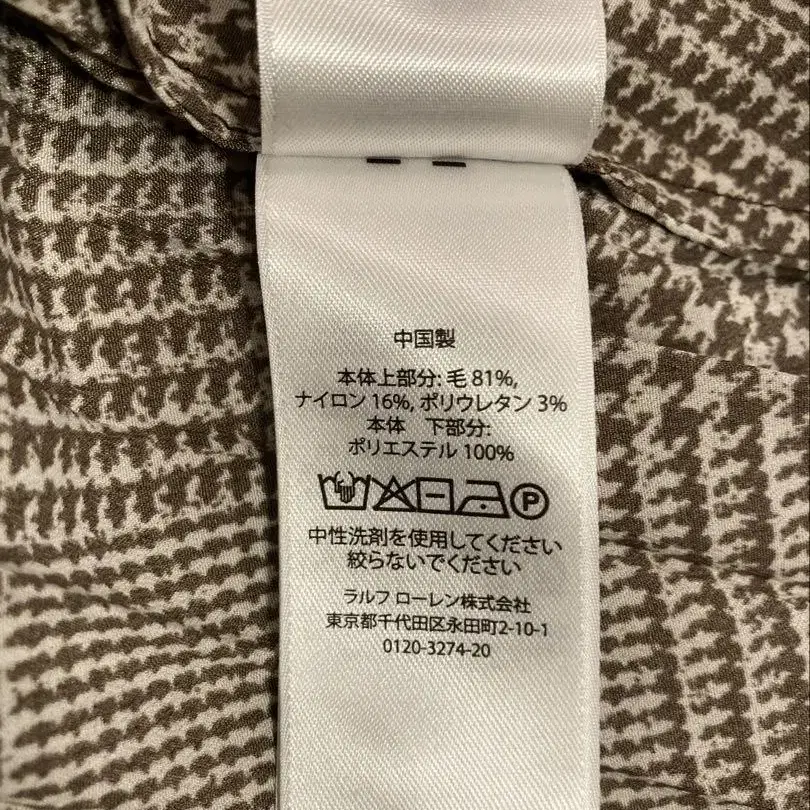 中国製
本体上部分: 毛 81%,
ナイロン 16%, ポリウレタン 3%
本体　下部分:
ポリエステル 100%
P
中性洗剤を使用してください
絞らないでください
ラルフ ローレン株式会社
東京都千代田区永田町2-10-1
0120-3274-20